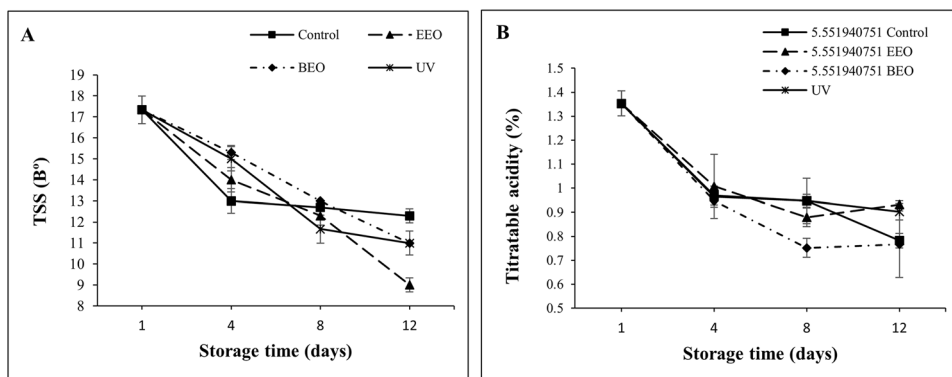 A
Control
EEO
BEO
UV
TSS (Bº)
19
18
17
16
15
14
13
12
11
10
9
8
1 4 8 12
Storage time (days)
B
5.551940751 Control
5.551940751 EEO
5.551940751 BEO
UV
Titratable acidity (%)
1.5
1.4
1.3
1.2
1.1
1
0.9
0.8
0.7
0.6
0.5
1 4 8 12
Storage time (days)